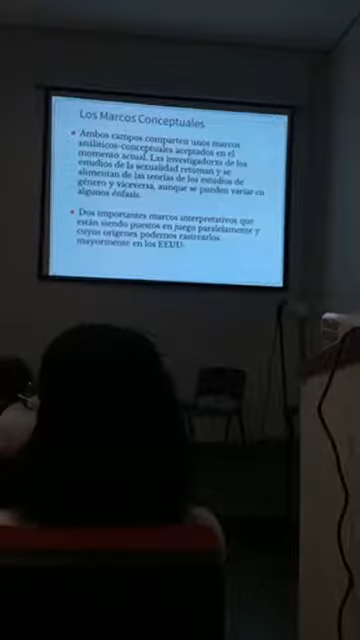 Los Marcos Conceptuales
• Ambos campos comparten unos marcos
analíticos-conceptuales aceptados en el
momento actual. Las investigadorxs de los
estudios de la sexualidad retoman y se
alimentan de las teorías de los estudios de
género y viceversa, aunque se pueden variar en
algunos énfasis.
• Dos importantes marcos interpretativos que
están siendo puestos en juego paralelamente y
cuyos orígenes podemos rastrearlos
mayormente en los EEUU.